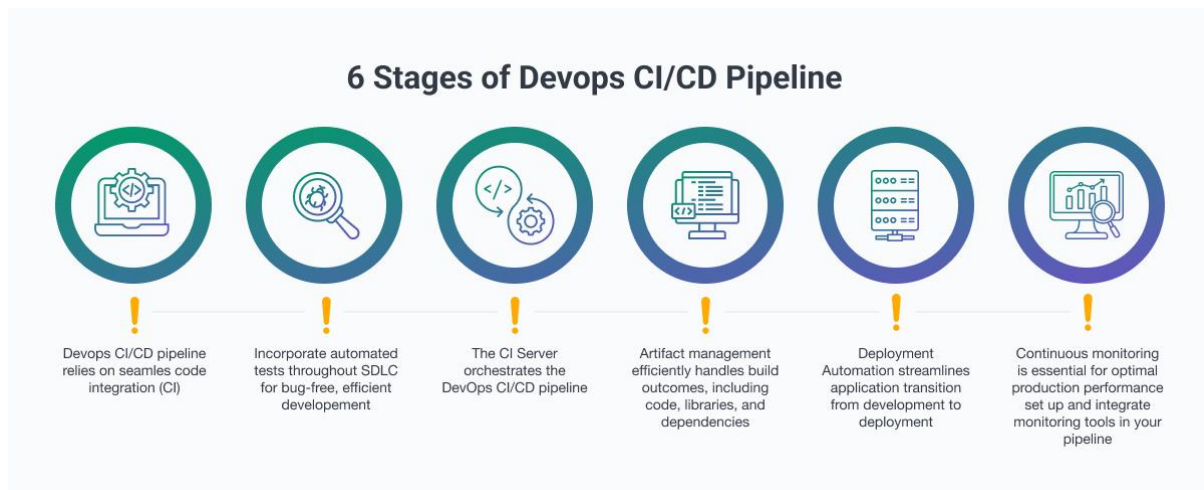 6 Stages of Devops CI/CD Pipeline
Devops CI/CD pipeline
relies on seamles code
integration (CI)
Incorporate automated
tests throughout SDLC
for bug-free, efficient
developement
The CI Server
orchestrates the
DevOps CI/CD pipeline
Artifact management
efficiently handles build
outcomes, including
code, libraries, and
dependencies
Deployment
Automation streamlines
application transition
from development to
deployment
Continuous monitoring
is essential for optimal
production performance
set up and integrate
monitoring tools in your
pipeline